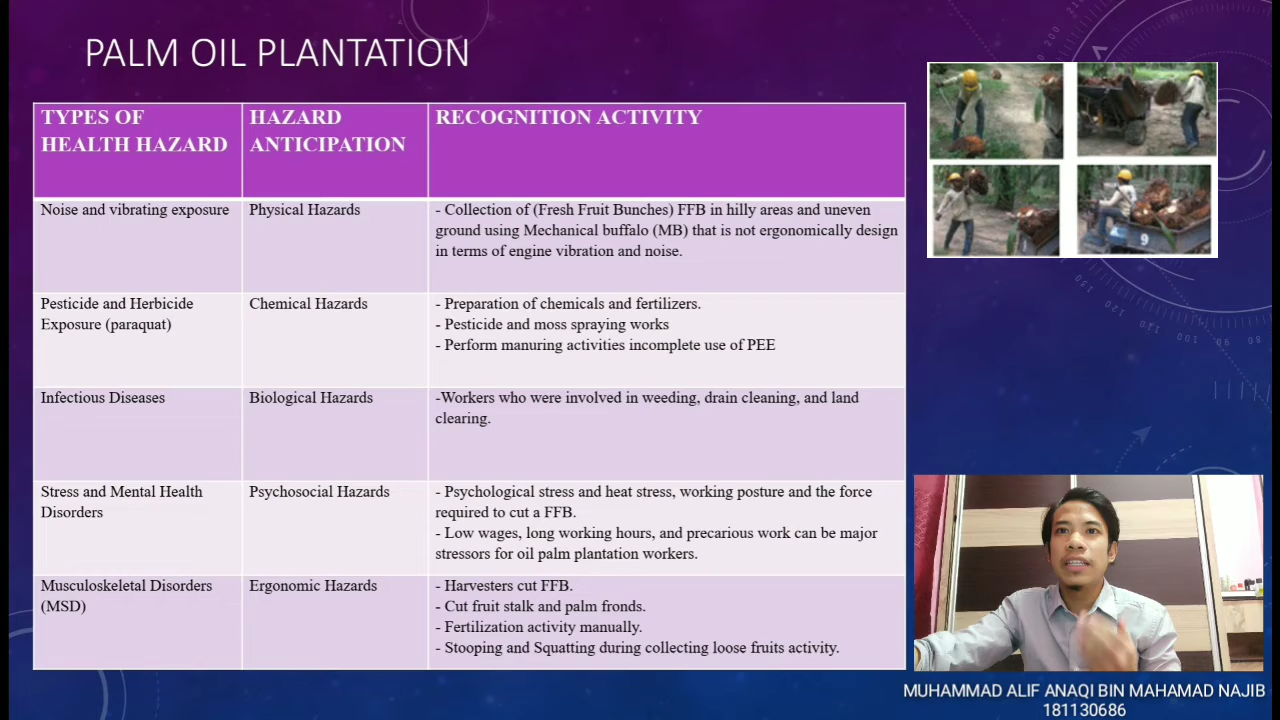 PALM OIL PLANTATION
TYPES OF
HEALTH HAZARD
HAZARD
ANTICIPATION
RECOGNITION ACTIVITY
Noise and vibrating exposure
Physical Hazards
- Collection of (Fresh Fruit Bunches) FFB in hilly areas and uneven
ground using Mechanical buffalo (MB) that is not ergonomically design
in terms of engine vibration and noise.
Pesticide and Herbicide
Exposure (paraquat)
Chemical Hazards
- Preparation of chemicals and fertilizers.
- Pesticide and moss spraying works
- Perform manuring activities incomplete use of PEE
Infectious Diseases
Biological Hazards
-Workers who were involved in weeding, drain cleaning, and land
clearing.
Stress and Mental Health
Disorders
Psychosocial Hazards
- Psychological stress and heat stress, working posture and the force
required to cut a FFB.
- Low wages, long working hours, and precarious work can be major
stressors for oil palm plantation workers.
Musculoskeletal Disorders
(MSD)
Ergonomic Hazards
- Harvesters cut FFB.
- Cut fruit stalk and palm fronds.
- Fertilization activity manually.
- Stooping and Squatting during collecting loose fruits activity.
9
MUHAMMAD ALIF ANAQI BIN MAHAMAD NAJIB
181130686